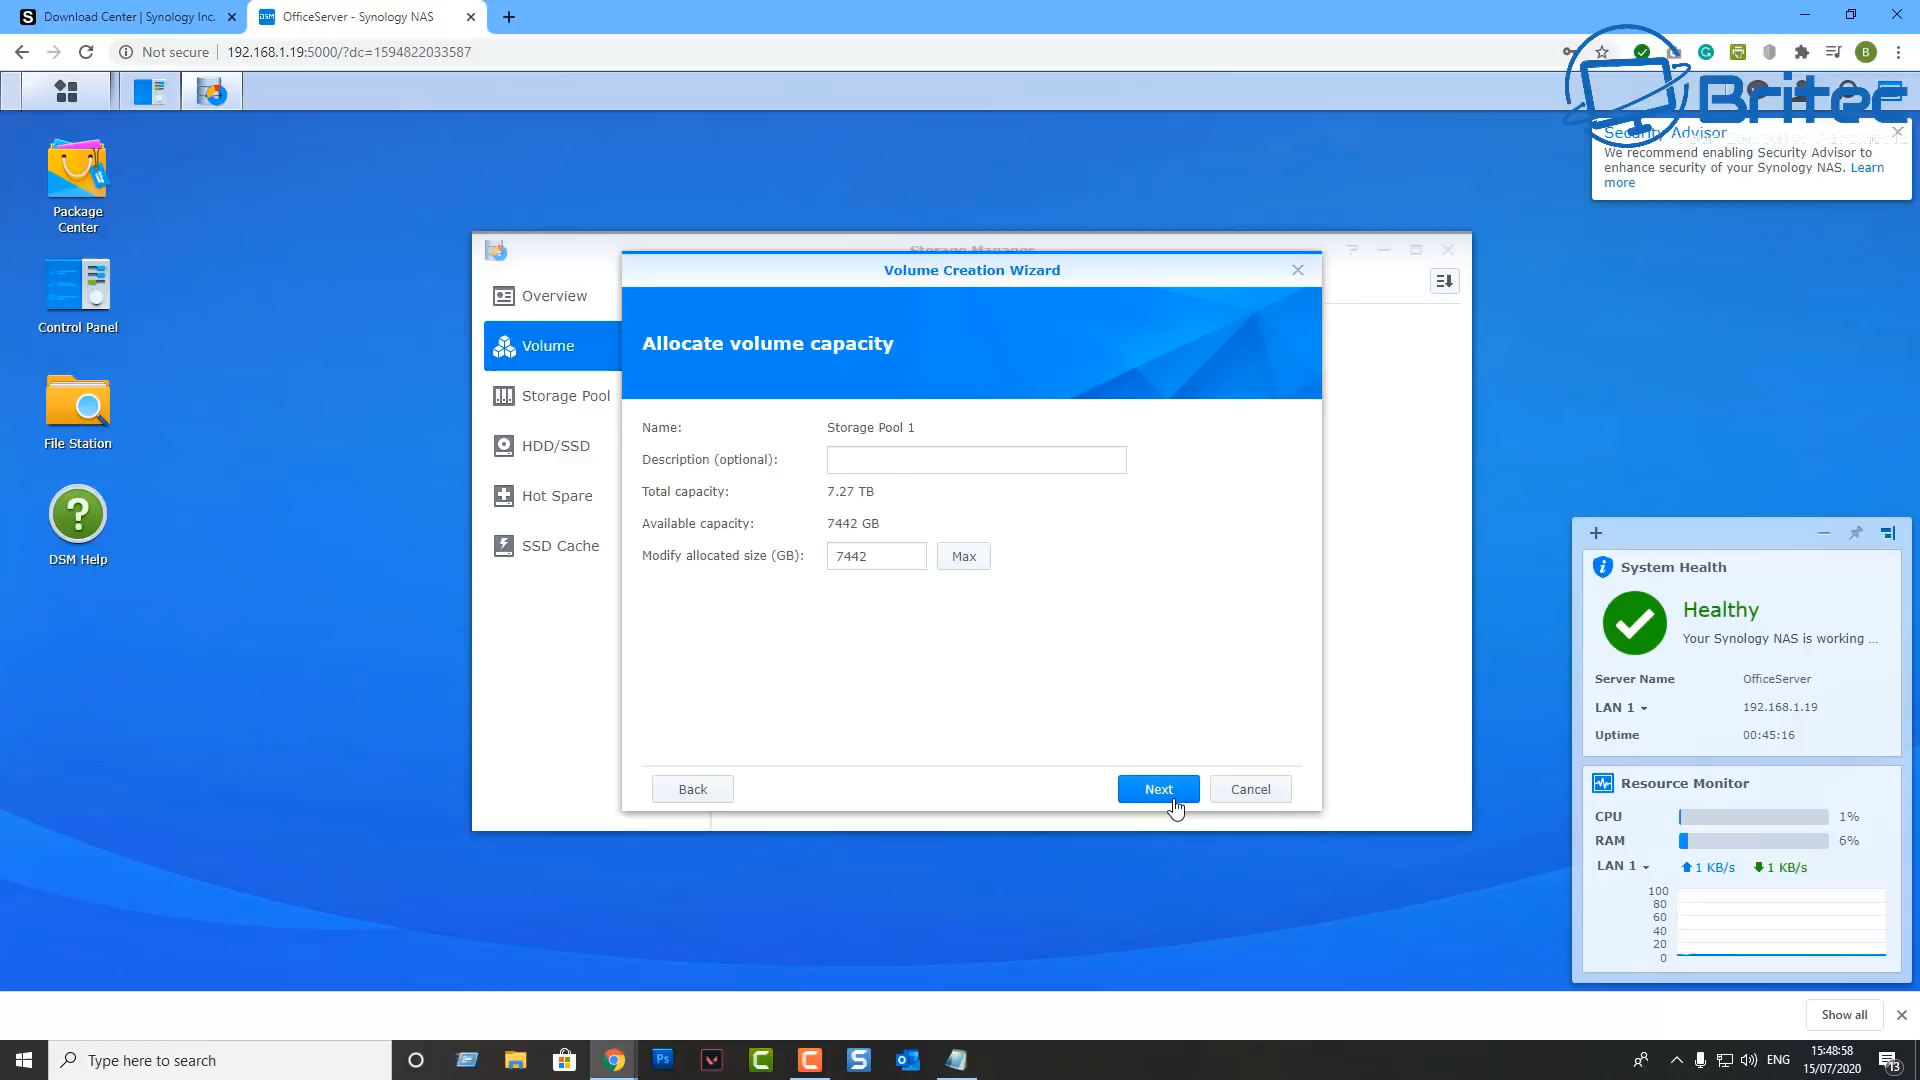 Download Center | Synology Inc.
OfficeServer - Synology NAS
Not secure
192.168.1.19:5000/?dc=1594822033587
B
Britec
Security Advisor
We recommend enabling Security Advisor to
enhance security of your Synology NAS. Learn
more
Package
Center
Control Panel
File Station
DSM Help
Storage Manager
Overview
Volume
Storage Pool
HDD/SSD
Hot Spare
SSD Cache
Volume Creation Wizard
Allocate volume capacity
Name: Storage Pool 1
Description (optional):
Total capacity: 7.27 TB
Available capacity: 7442 GB
Modify allocated size (GB): 7442 Max
Back Next Cancel
System Health
Healthy
Your Synology NAS is working ...
Server Name OfficeServer
LAN 1 192.168.1.19
Uptime 00:45:16
Resource Monitor
CPU 1%
RAM 6%
LAN 1 1 KB/s 1 KB/s
100
80
60
40
20
0
Show all
Type here to search
Ps
ENG
15:48:58
15/07/2020
13